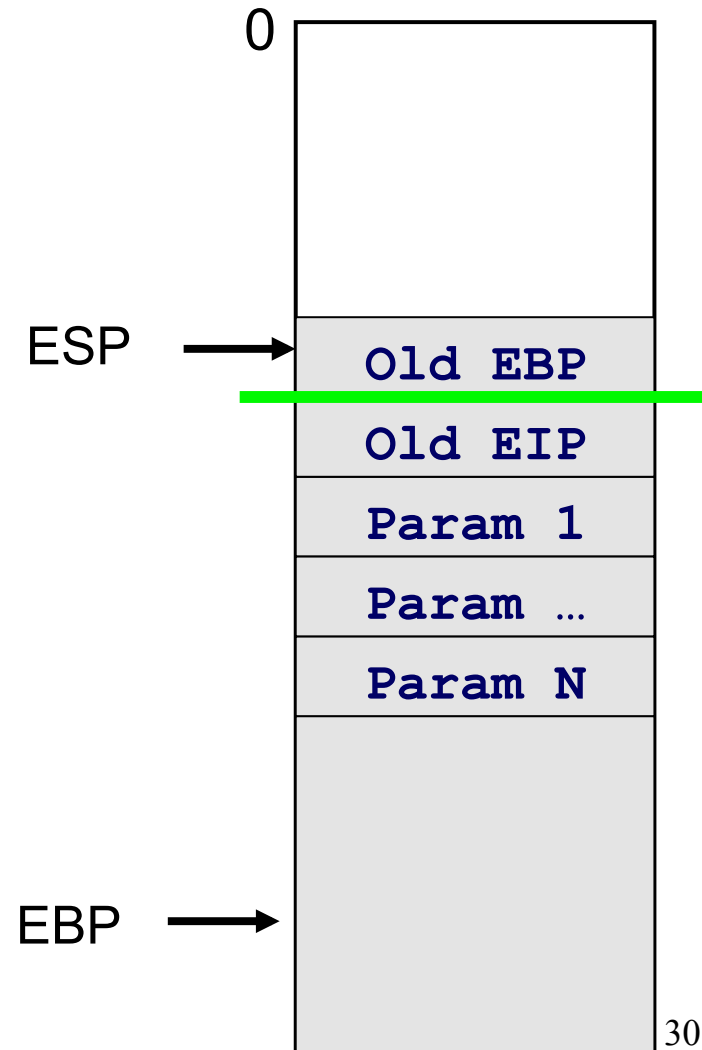 0
ESP
Old EBP
Old EIP
Param 1
Param …
Param N
EBP
30